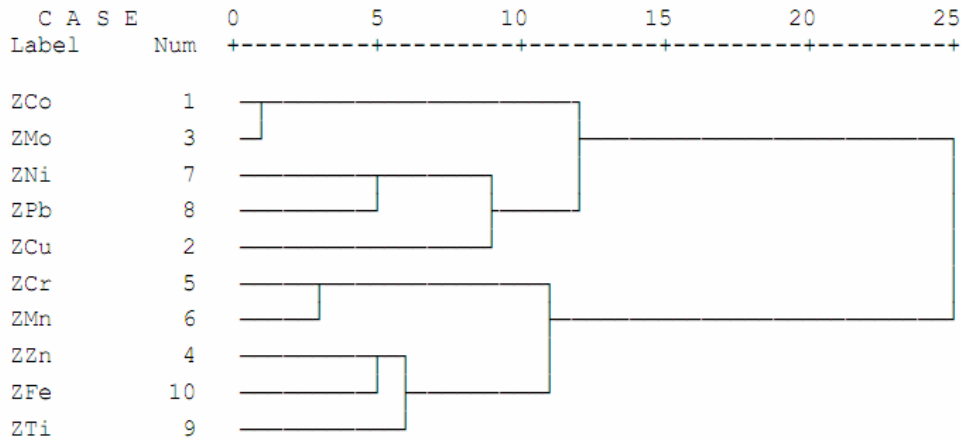 C A S E 0 5 10 15 20 25
Label Num +---------+---------+---------+---------+---------+
ZCo 1
ZMo 3
ZNi 7
ZPb 8
ZCu 2
ZCr 5
ZMn 6
ZZn 4
ZFe 10
ZTi 9